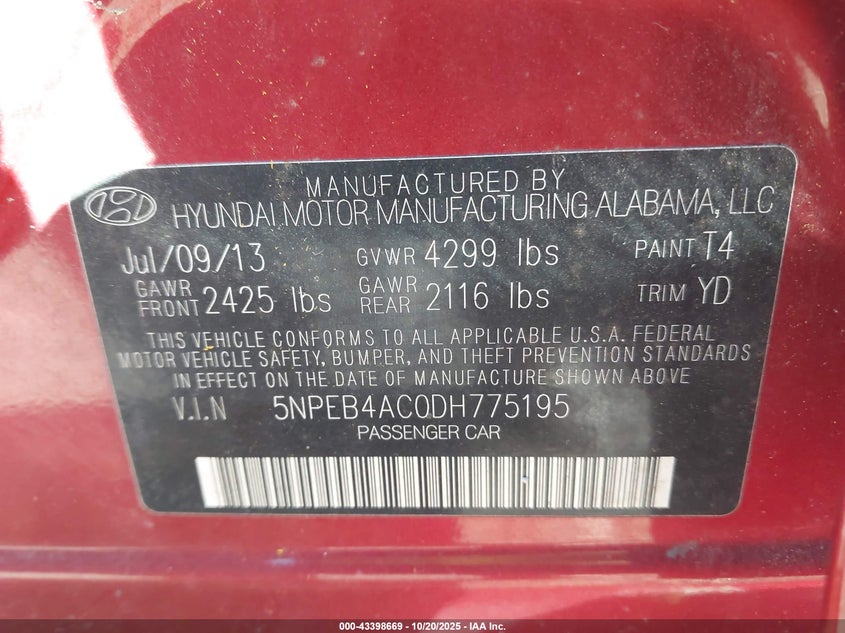 MANUFACTURED BY
HYUNDAI MOTOR MANUFACTURING ALABAMA, LLC
Jul/09/13 GVWR 4299 lbs PAINT T4
GAWR FRONT 2425 lbs GAWR REAR 2116 lbs TRIM YD
THIS VEHICLE CONFORMS TO ALL APPLICABLE U.S.A. FEDERAL
MOTOR VEHICLE SAFETY, BUMPER, AND THEFT PREVENTION STANDARDS
IN EFFECT ON THE DATE OF MANUFACTURE SHOWN ABOVE
V.I.N 5NPEB4AC0DH775195
PASSENGER CAR
000-43398669 - 10/20/2025 - IAA Inc.